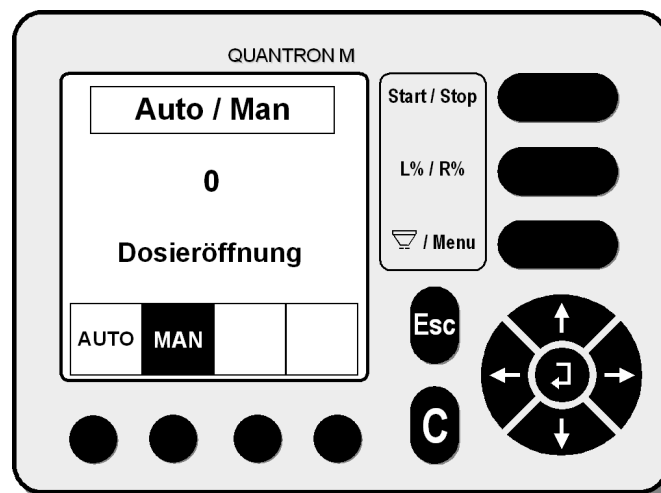 QUANTRON M
Auto / Man
0
Dosieröffnung
AUTO MAN
Start / Stop
L% / R%
/ Menu
Esc
C